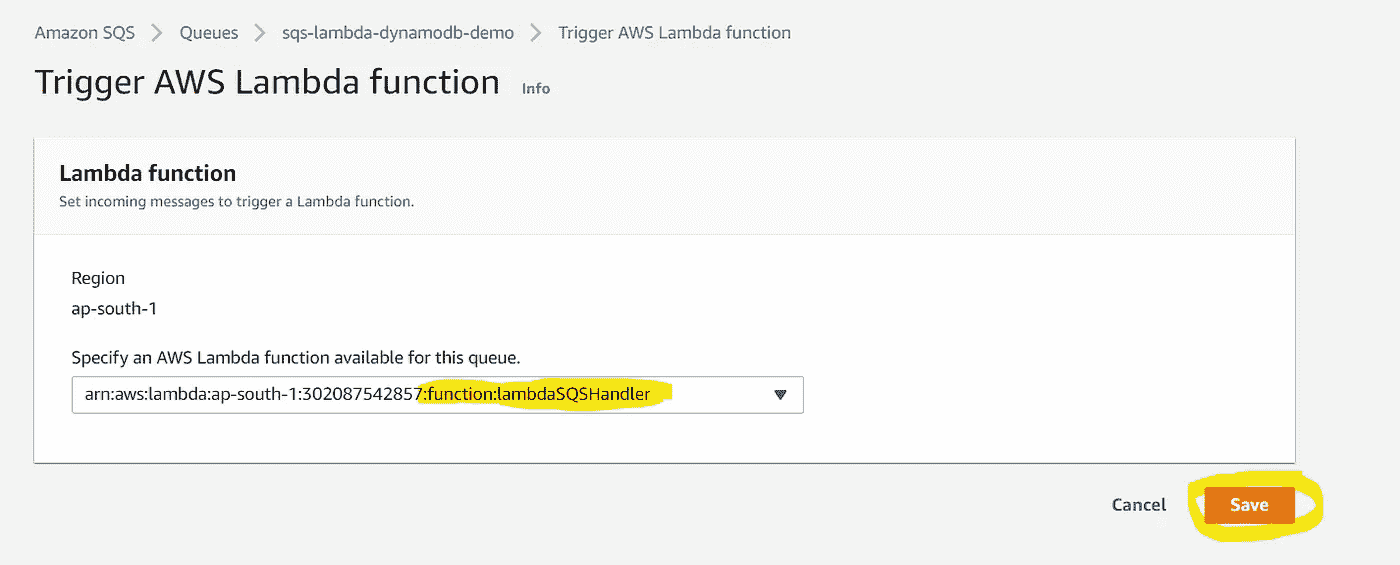 Amazon SQS > Queues > sqs-lambda-dynamodb-demo > Trigger AWS Lambda function
Trigger AWS Lambda function Info
Lambda function
Set incoming messages to trigger a Lambda function.
Region
ap-south-1
Specify an AWS Lambda function available for this queue.
arn:aws:lambda:ap-south-1:302087542857:function:lambdaSQSHandler
Cancel Save